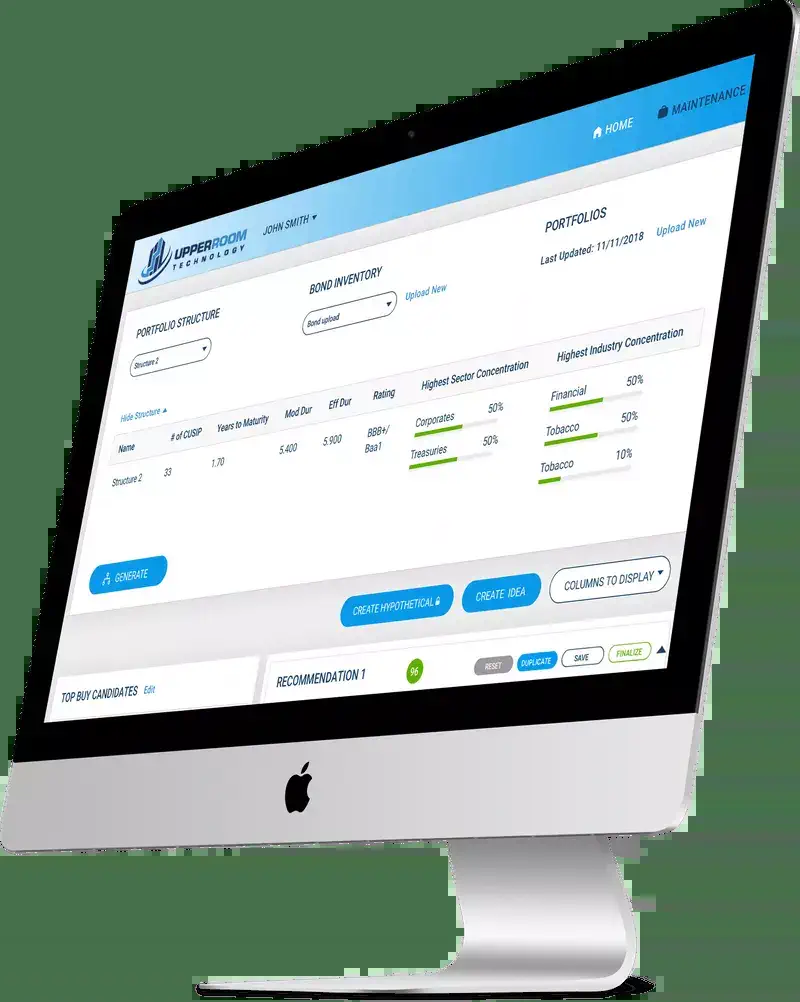 HOME
MAINTENANCE
UPPERROOM
TECHNOLOGY
JOHN SMITH
PORTFOLIO STRUCTURE
Structure 2
BOND INVENTORY
Bond upload
Upload New
PORTFOLIOS
Last Updated: 11/11/2018
Upload New
Hide Structure
Name
# of CUSIP
Years to Maturity
Mod Dur
Eff Dur
Rating
Highest Sector Concentration
Highest Industry Concentration
Structure 2
33
1.70
5.400
5.900
BBB+/
Baa1
Corporates 50%
Treasuries 50%
Financial 50%
Tobacco 50%
Tobacco 10%
GENERATE
CREATE HYPOTHETICAL
CREATE IDEA
COLUMNS TO DISPLAY
TOP BUY CANDIDATES Edit
RECOMMENDATION 1
96
RESET
DUPLICATE
SAVE
FINALIZE